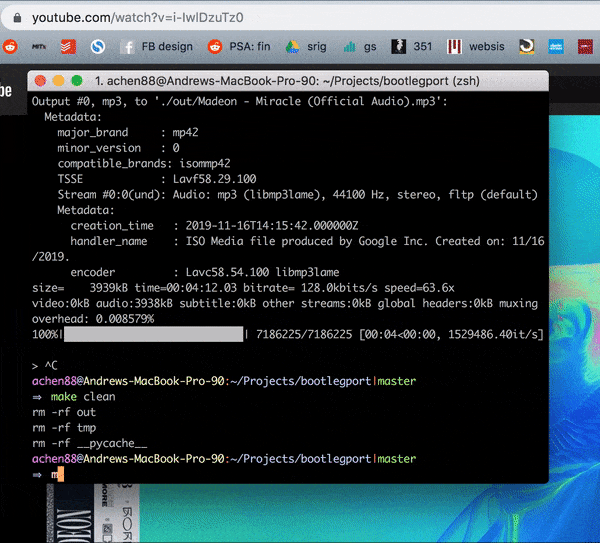 youtube.com/watch?v=i-IwlDzuTz0
MITx FB design PSA: fin srig gs 351 websis
be
1. achen88@Andrews-MacBook-Pro-90: ~/Projects/bootlegport (zsh)
Output #0, mp3, to './out/Madeon - Miracle (Official Audio).mp3':
Metadata:
major_brand : mp42
minor_version : 0
compatible_brands: isommp42
TSSE : Lavf58.29.100
Stream #0:0(und): Audio: mp3 (libmp3lame), 44100 Hz, stereo, fltp (default)
Metadata:
creation_time : 2019-11-16T14:15:42.000000Z
handler_name : ISO Media file produced by Google Inc. Created on: 11/16
/2019.
encoder : Lavc58.54.100 libmp3lame
size= 3939kB time=00:04:12.03 bitrate= 128.0kbits/s speed=63.6x
video:0kB audio:3938kB subtitle:0kB other streams:0kB global headers:0kB muxing
overhead: 0.008579%
100%| | 7186225/7186225 [00:04<00:00, 1529486.40it/s]
> ^C
achen88@Andrews-MacBook-Pro-90:~/Projects/bootlegport|master
⇒ make clean
rm -rf out
rm -rf tmp
rm -rf __pycache__
achen88@Andrews-MacBook-Pro-90:~/Projects/bootlegport|master
⇒ m